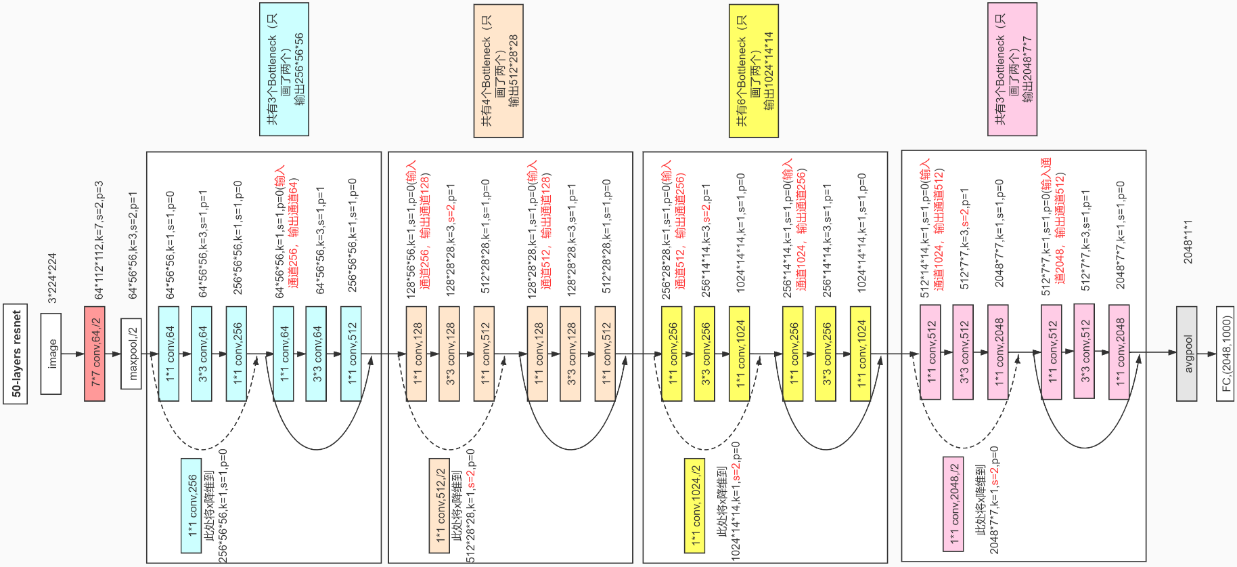 50-layers resnet
image
3*224*224
7*7 conv,64,/2
64*112*112,k=7,s=2,p=3
maxpool,/2
64*56*56,k=3,s=2,p=1
共有3个Bottleneck（只
画了两个）
输出256*56*56
1*1 conv,64
64*56*56,k=1,s=1,p=0
3*3 conv,64
64*56*56,k=3,s=1,p=1
1*1 conv,256
256*56*56,k=1,s=1,p=0
1*1 conv,64
64*56*56,k=1,s=1,p=0(输入
通道256，输出通道64)
3*3 conv,64
64*56*56,k=3,s=1,p=1
1*1 conv,512
256*56*56,k=1,s=1,p=0
1*1 conv,256
此处将x降维到
256*56*56,k=1,s=1,p=0
共有4个Bottleneck（只
画了两个）
输出512*28*28
1*1 conv,128
128*56*56,k=1,s=1,p=0(输入
通道256，输出通道128)
3*3 conv,128
128*28*28,k=3,s=2,p=1
1*1 conv,512
512*28*28,k=1,s=1,p=0
1*1 conv,128
128*28*28,k=1,s=1,p=0(输入
通道512，输出通道128)
3*3 conv,128
128*28*28,k=3,s=1,p=1
1*1 conv,512
512*28*28,k=1,s=1,p=0
1*1 conv,512,/2
此处将x降维到
512*28*28,k=1,s=2,p=0
共有6个Bottleneck（只
画了两个）
输出1024*14*14
1*1 conv,256
256*28*28,k=1,s=1,p=0(输入
通道512，输出通道256)
3*3 conv,256
256*14*14,k=3,s=2,p=1
1*1 conv,1024
1024*14*14,k=1,s=1,p=0
1*1 conv,256
256*14*14,k=1,s=1,p=0(输入
通道1024，输出通道256)
3*3 conv,256
256*14*14,k=3,s=1,p=1
1*1 conv,1024
1024*14*14,k=1,s=1,p=0
1*1 conv,1024,/2
此处将x降维到
1024*14*14,k=1,s=2,p=0
共有3个Bottleneck（只
画了两个）
输出2048*7*7
1*1 conv,512
512*14*14,k=1,s=1,p=0(输入
通道1024，输出通道512)
3*3 conv,512
512*7*7,k=3,s=2,p=1
1*1 conv,2048
2048*7*7,k=1,s=1,p=0
1*1 conv,512
512*7*7,k=1,s=1,p=0(输入通
道2048，输出通道512)
3*3 conv,512
512*7*7,k=3,s=1,p=1
1*1 conv,2048
2048*7*7,k=1,s=1,p=0
1*1 conv,2048,/2
此处将x降维到
2048*7*7,k=1,s=2,p=0
avgpool
2048*1*1
FC,(2048,1000)